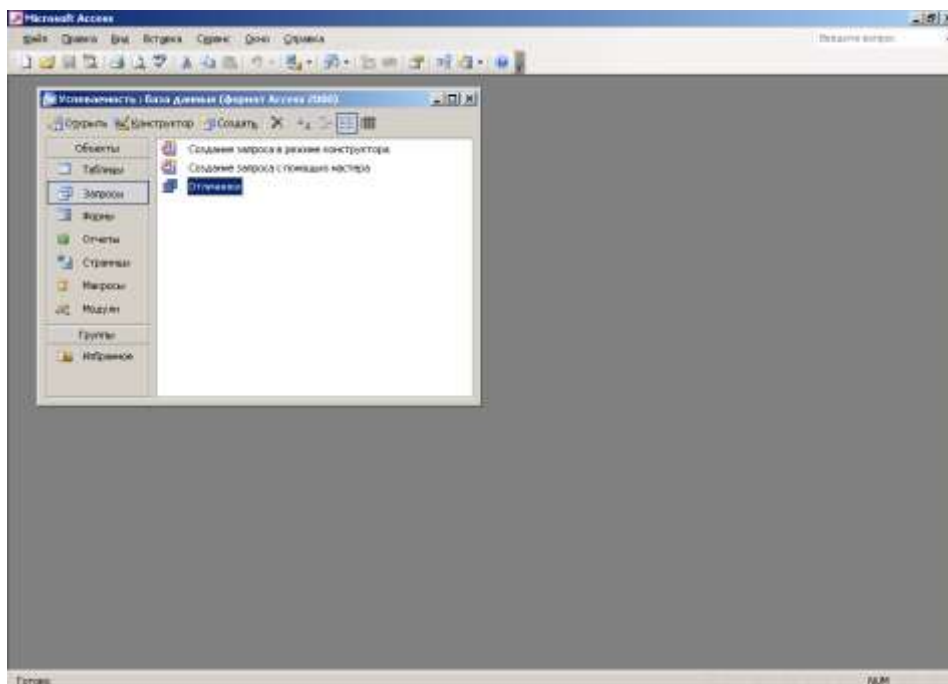 Microsoft Access
Файл Правка Вид Вставка Сервис Окно Справка
Введите вопрос
Успеваемость : база данных (формат Access 2000)
Открыть Конструктор Создать
Объекты
Таблицы
Запросы
Формы
Отчеты
Страницы
Макросы
Модули
Группы
Избранное
Создание запроса в режиме конструктора
Создание запроса с помощью мастера
Отличники
Готово
NUM